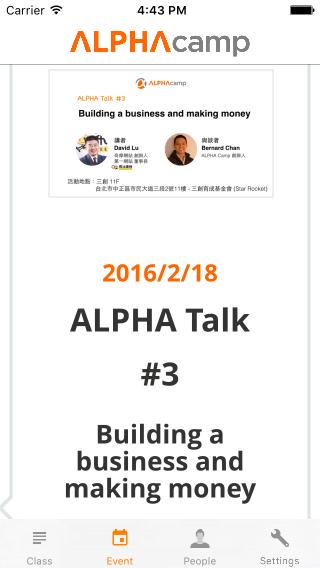 Carrier 4:43 PM
ALPHAcamp
ALPHAcamp
ALPHA Talk #3
Building a business and making money
講者
David Lu
與談者
Bernard Chan
ALPHA Camp 創辦人
活動地點：三創 11F
台北市中正區市民大道三段2號11樓 - 三創育成基金會 (Star Rocket)
2016/2/18
ALPHA Talk
#3
Building a
business and
making money
Class Event People Settings